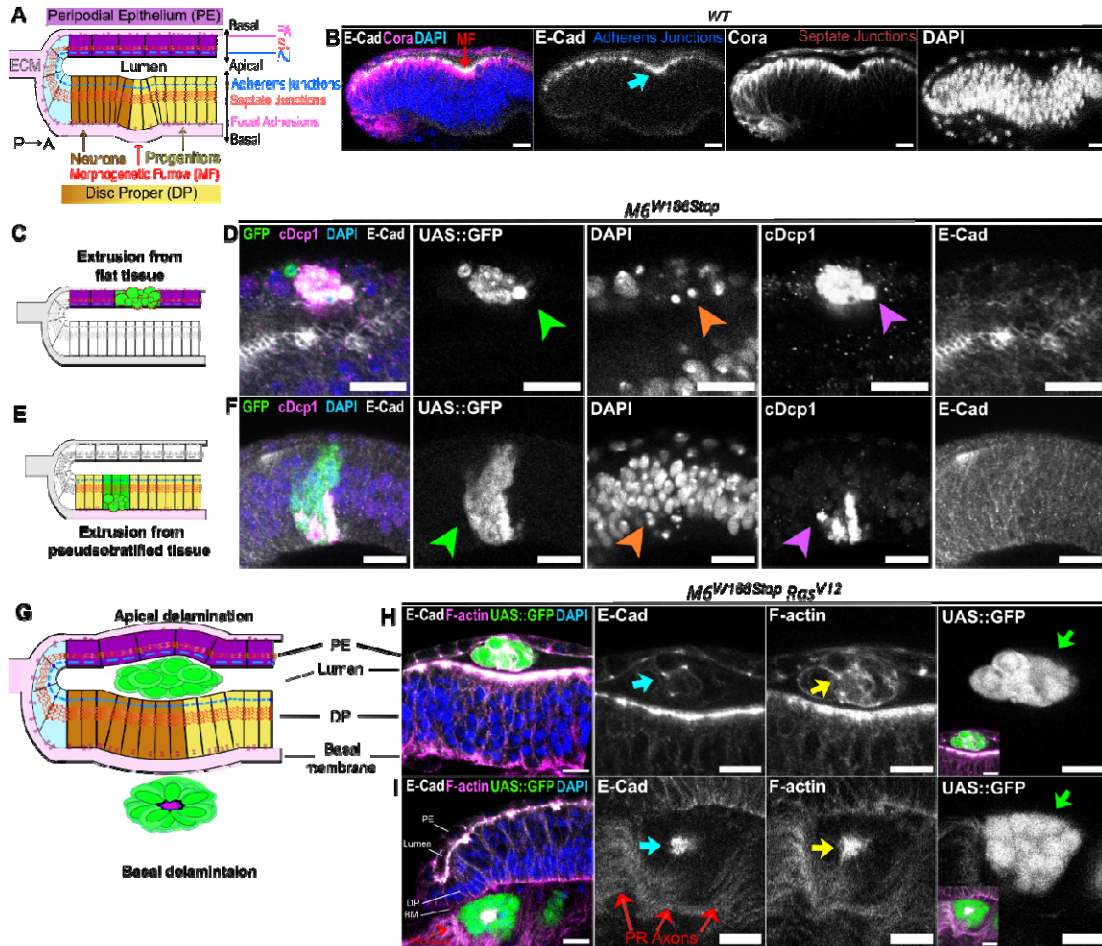 A
Peripodial Epithelium (PE)
Basal
FA
ECM
Lumen
Apical
Adherens Junctions
Septate Junctions
Focal Adhesions
Basal
P→A
Neurons
Progenitors
Morphogenetic Furrow (MF)
Disc Proper (DP)
WT
B
E-Cad Cora DAPI
MF
E-Cad
Adherens Junctions
Cora
Septate Junctions
DAPI
M6W186Stop
C
Extrusion from
flat tissue
D
GFP cDcp1 DAPI E-Cad
UAS::GFP
DAPI
cDcp1
E-Cad
E
Extrusion from
pseudsotratified tissue
F
GFP cDcp1 DAPI E-Cad
UAS::GFP
DAPI
cDcp1
E-Cad
M6W186Stop RasV12
G
Apical delamination
PE
Lumen
DP
Basal
membrane
Basal delamintaion
H
E-Cad F-actin UAS::GFP DAPI
E-Cad
F-actin
UAS::GFP
I
E-Cad F-actin UAS::GFP DAPI
PE
Lumen
DP
BM
E-Cad
PR Axons
F-actin
UAS::GFP